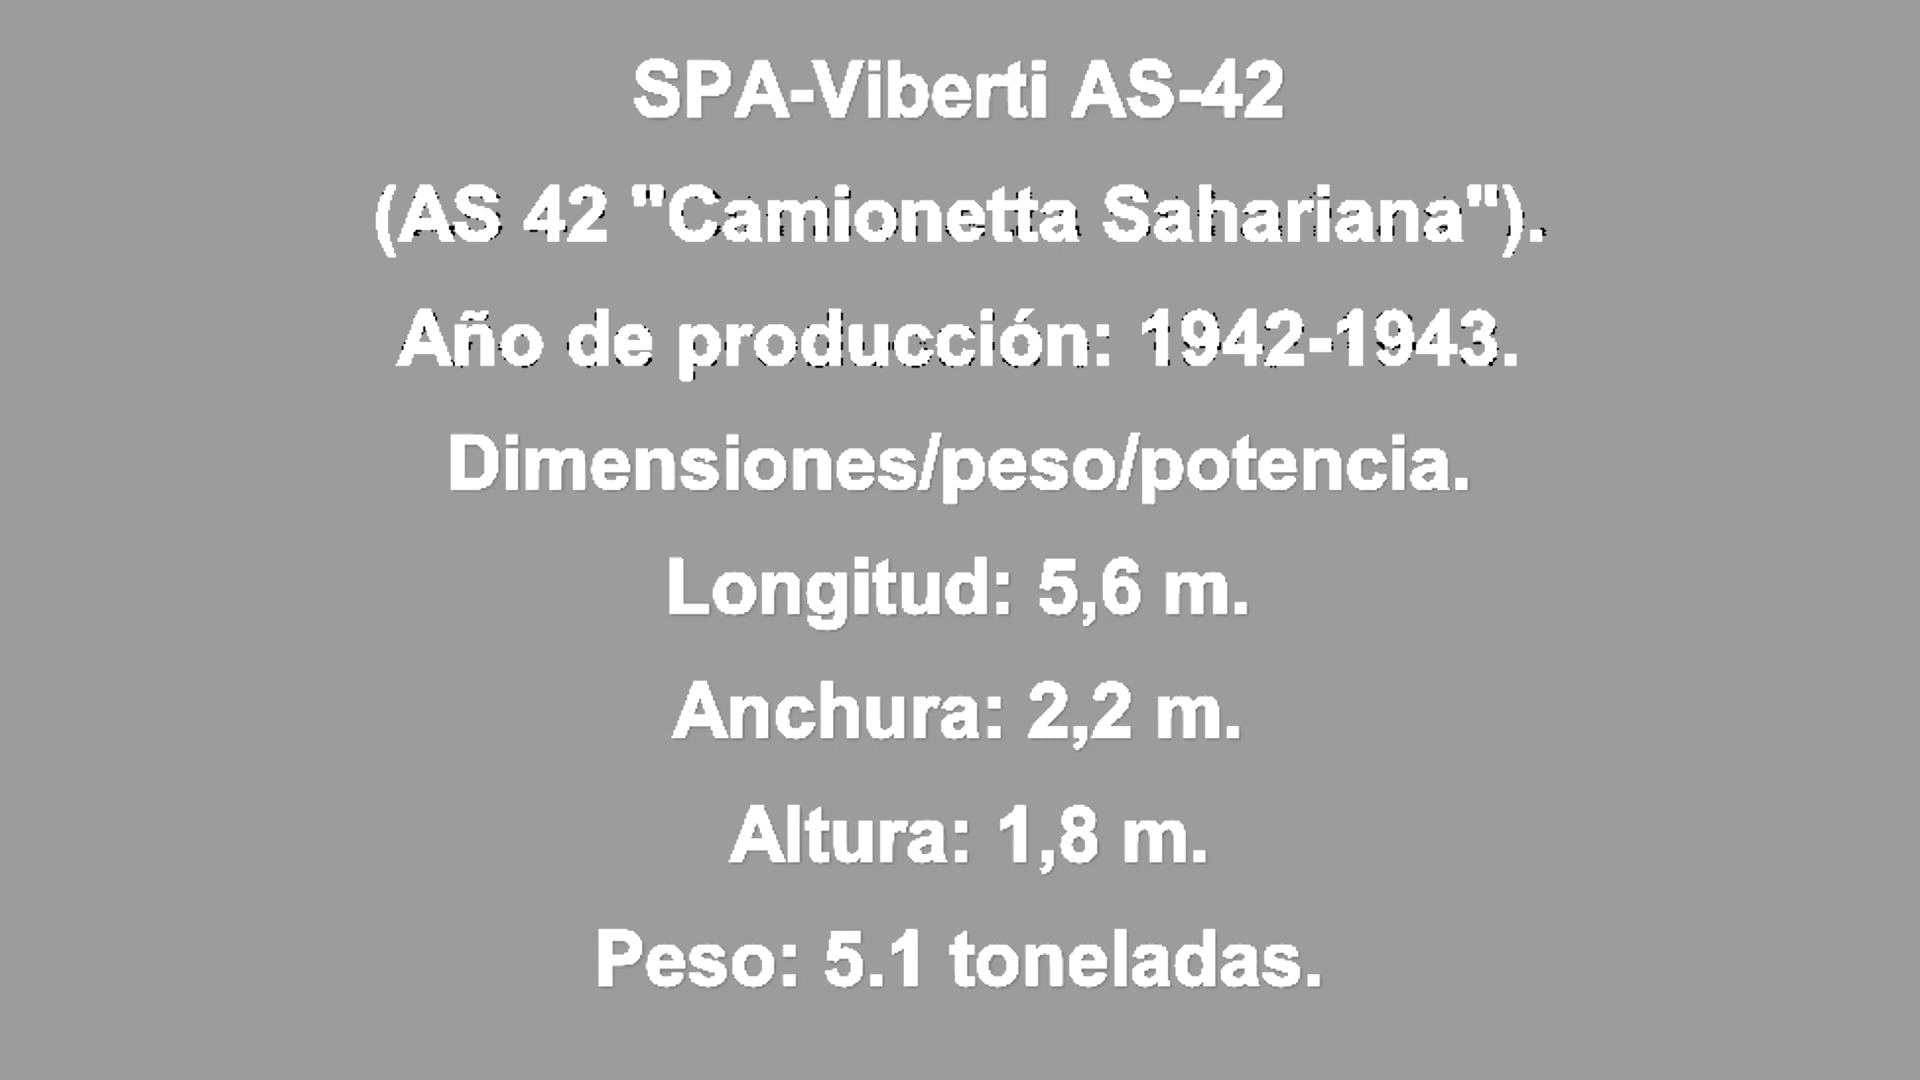 SPA-Viberti AS-42
(AS 42 "Camionetta Sahariana").
Año de producción: 1942-1943.
Dimensiones/peso/potencia.
Longitud: 5,6 m.
Anchura: 2,2 m.
Altura: 1,8 m.
Peso: 5.1 toneladas.